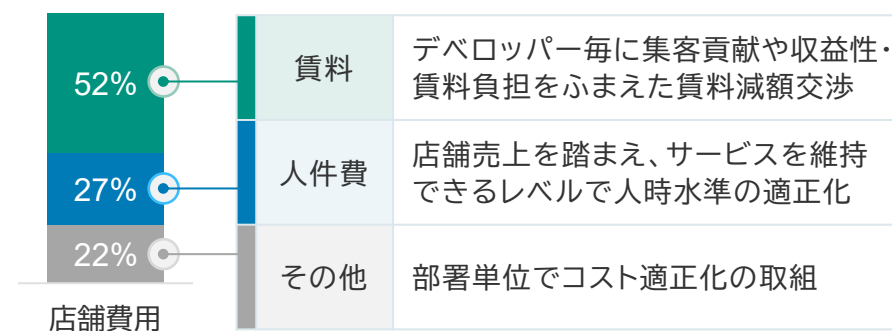 52%
賃料
デベロッパー毎に集客貢献や収益性・
賃料負担をふまえた賃料減額交渉
27%
人件費
店舗売上を踏まえ、サービスを維持
できるレベルで人時水準の適正化
22%
その他
部署単位でコスト適正化の取組
店舗費用